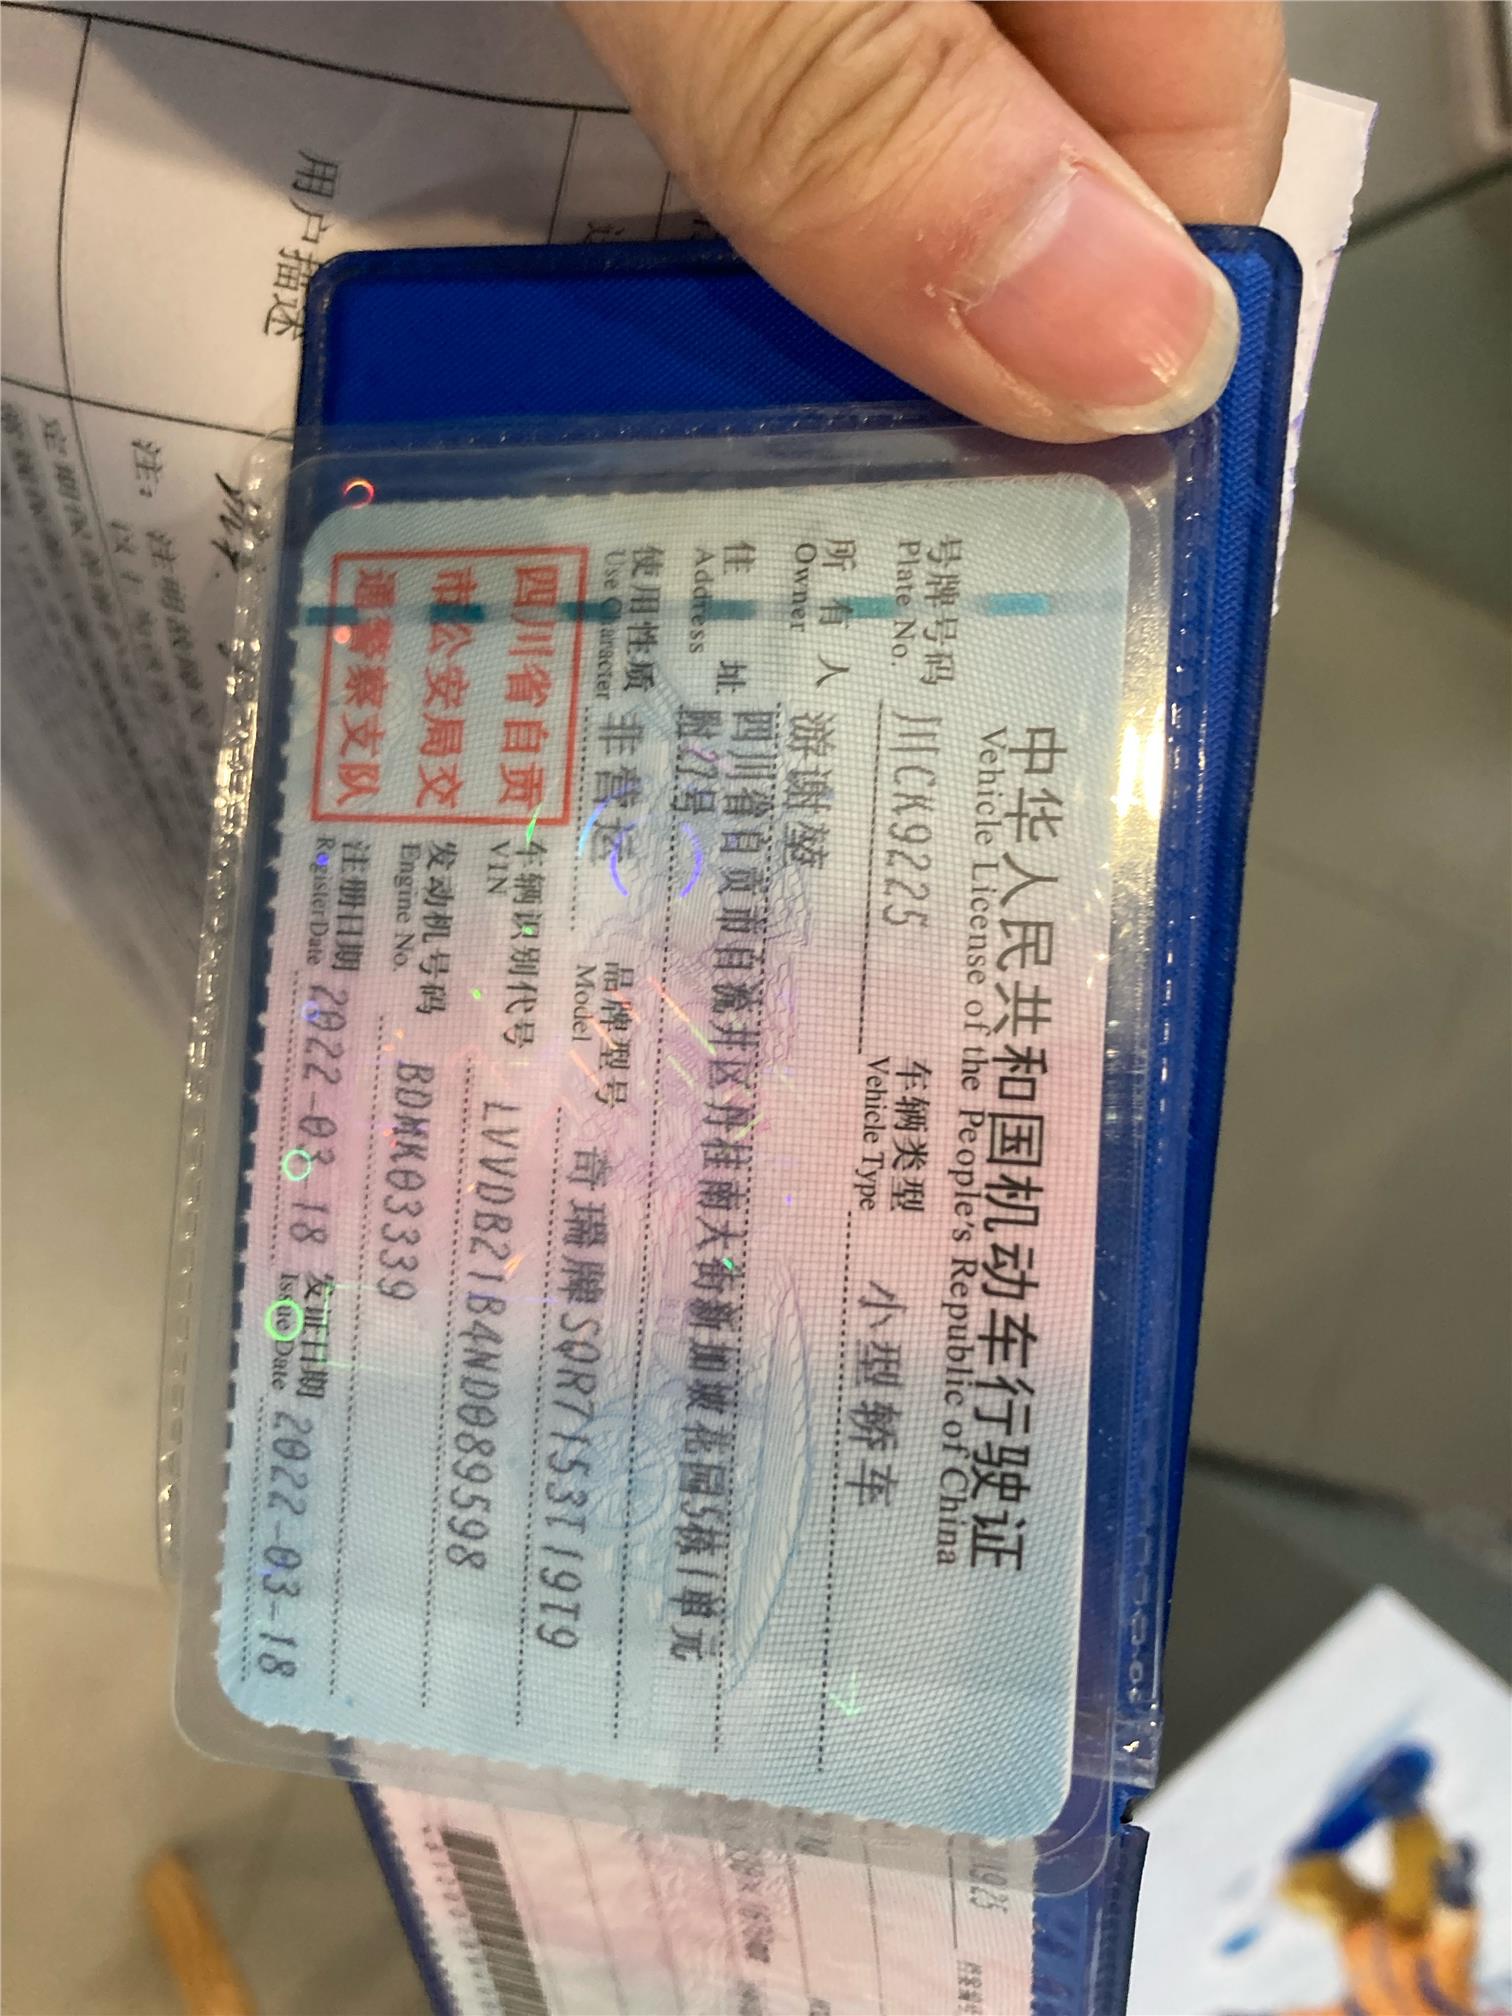 中华人民共和国机动车行驶证
Vehicle License of the People's Republic of China
号牌号码 川CK9225 车辆类型 小型轿车
Plate No. Vehicle Type
所有人
Owner
住址 四川省自贡市自流井区丹桂南大街新加坡花园5栋1单元
Address 附27号
使用性质 非营运 品牌型号 奇瑞牌SQR7153T19T9
Use Character Model
四川省自贡
市公安局交
通警察支队
车辆识别代号 LVVDB21B4ND089598
VIN
发动机号码 BDMK03339
Engine No.
注册日期 2022-03-18 发证日期 2022-03-18
Register Date Issue Date
用户描述